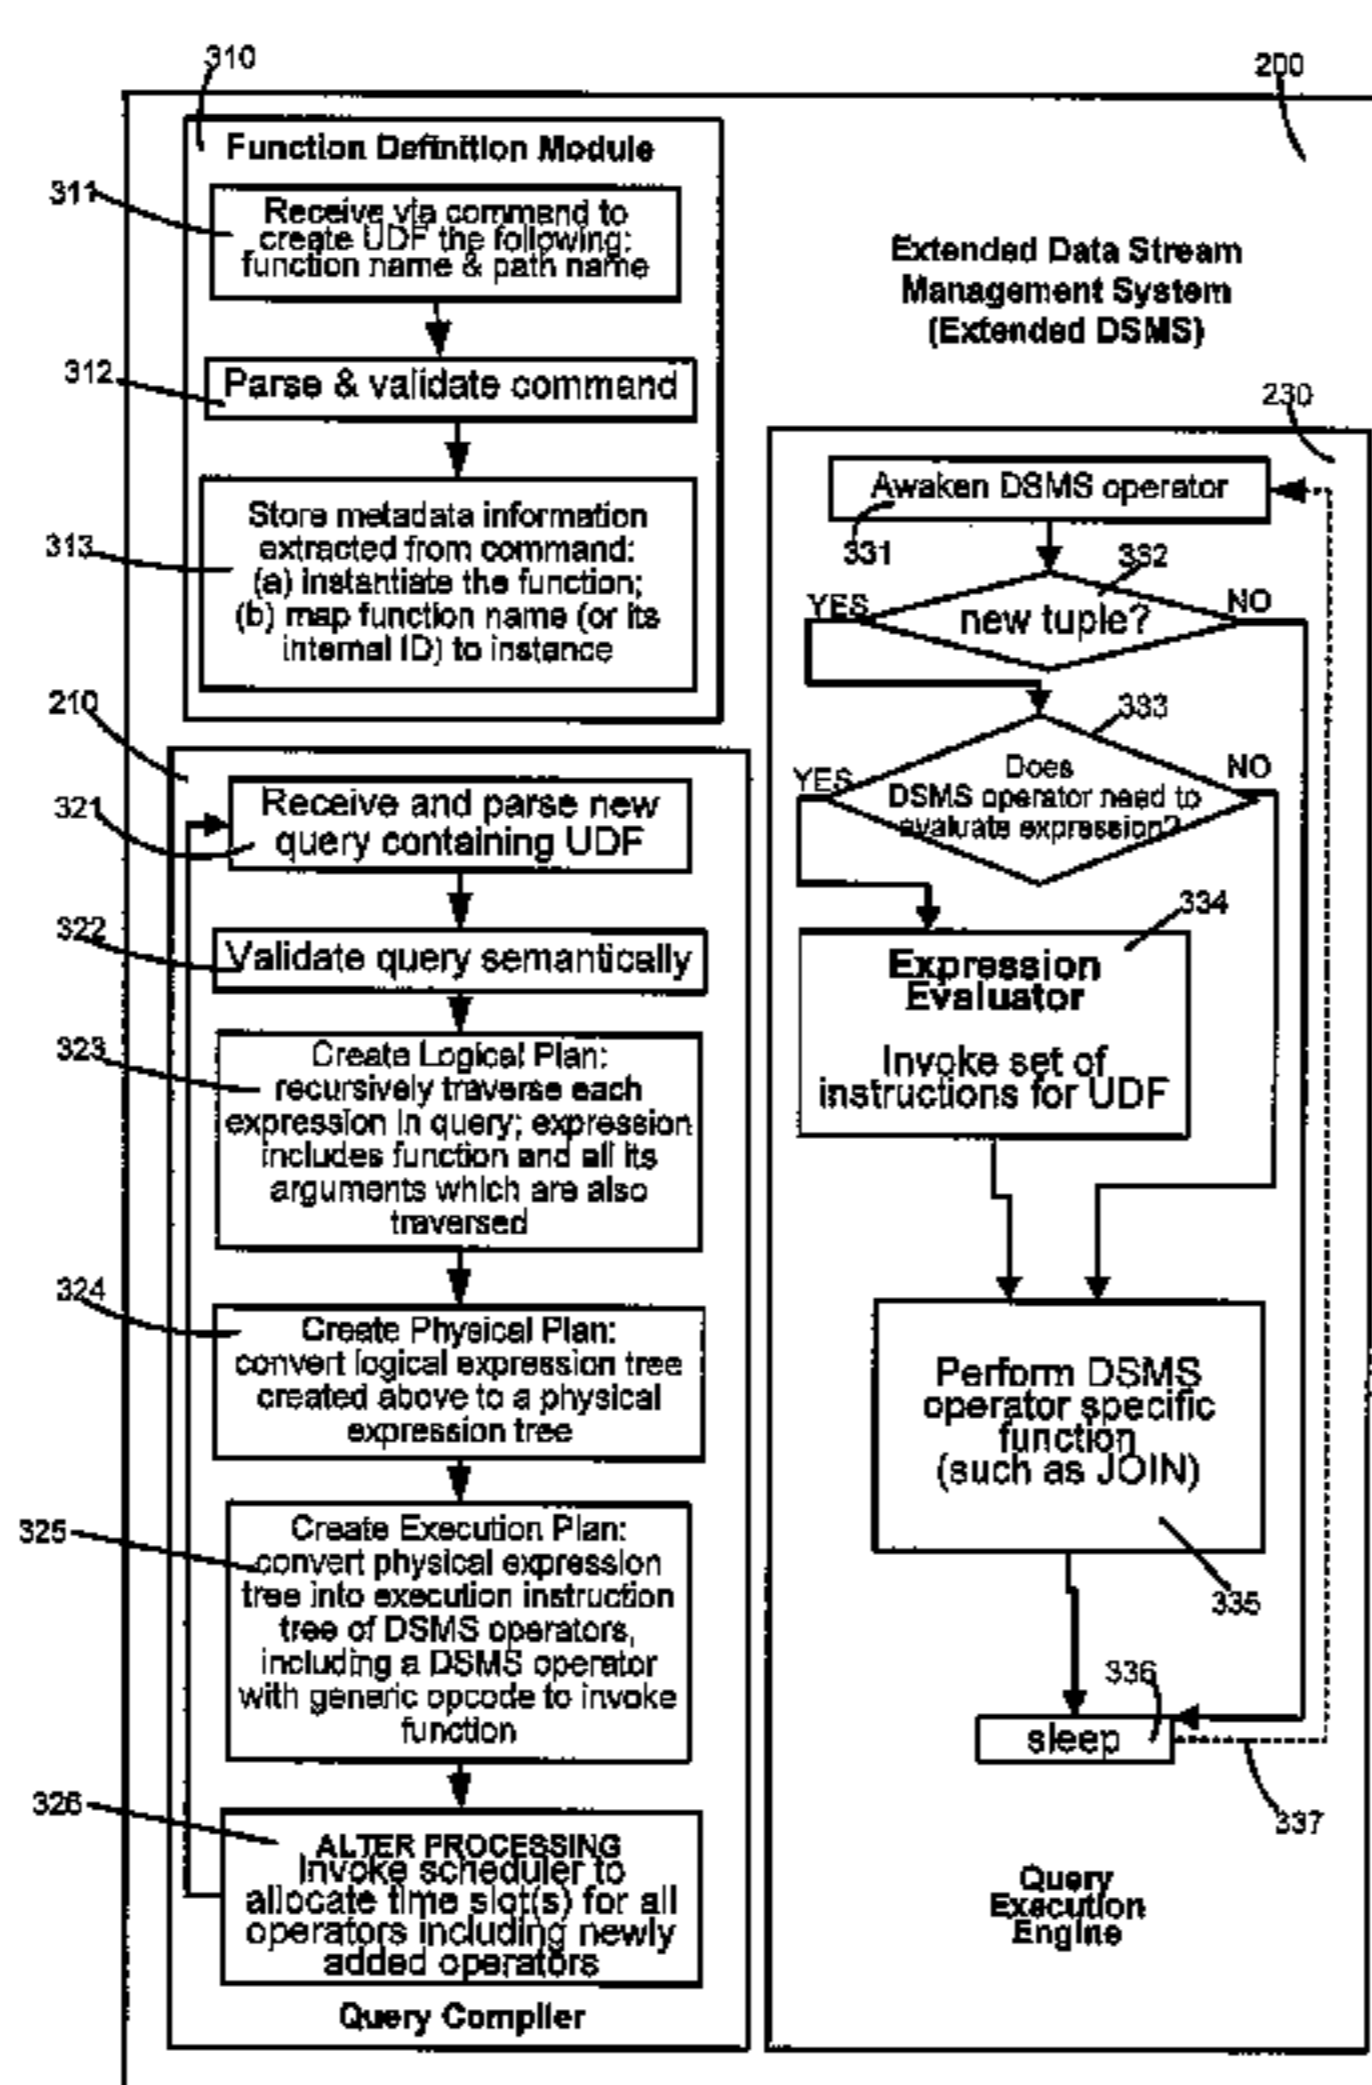 310
200
Function Definition Module
311
Receive via command to
create UDF the following:
function name & path name
312
Parse & validate command
313
Store metadata information
extracted from command:
(a) instantiate the function;
(b) map function name (or its
internal ID) to instance
210
321
Receive and parse new
query containing UDF
322
Validate query semantically
323
Create Logical Plan:
recursively traverse each
expression in query; expression
includes function and all its
arguments which are also
traversed
324
Create Physical Plan:
convert logical expression tree
created above to a physical
expression tree
325
Create Execution Plan:
convert physical expression
tree into execution instruction
tree of DSMS operators,
including a DSMS operator
with generic opcode to invoke
function
326
ALTER PROCESSING
Invoke scheduler to
allocate time slot(s) for all
operators including newly
added operators
Query Compiler
Extended Data Stream
Management System
(Extended DSMS)
230
Awaken DSMS operator
331
332
YES
new tuple?
NO
333
YES
Does
DSMS operator need to
evaluate expression?
NO
334
Expression
Evaluator
Invoke set of
instructions for UDF
Perform DSMS
operator specific
function
(such as JOIN)
335
336
sleep
337
Query
Execution
Engine